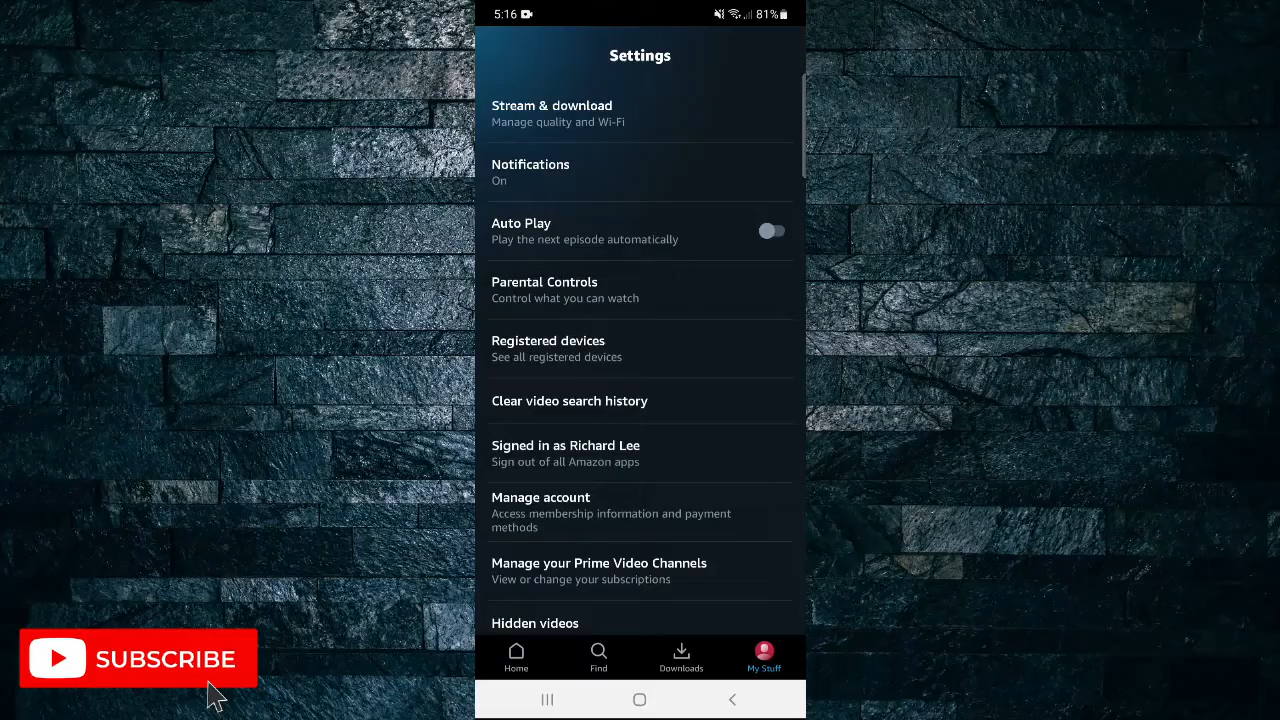 5:16
81%
Settings
Stream & download
Manage quality and Wi-Fi
Notifications
On
Auto Play
Play the next episode automatically
Parental Controls
Control what you can watch
Registered devices
See all registered devices
Clear video search history
Signed in as Richard Lee
Sign out of all Amazon apps
Manage account
Access membership information and payment
methods
Manage your Prime Video Channels
View or change your subscriptions
Hidden videos
Home
Find
Downloads
My Stuff
SUBSCRIBE